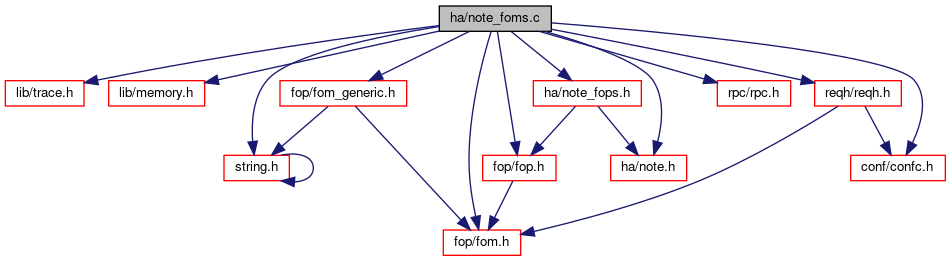 ha/note_foms.c
lib/trace.h
lib/memory.h
fop/fom_generic.h
ha/note_fops.h
rpc/rpc.h
reqh/reqh.h
string.h
fop/fop.h
ha/note.h
conf/confc.h
fop/fom.h